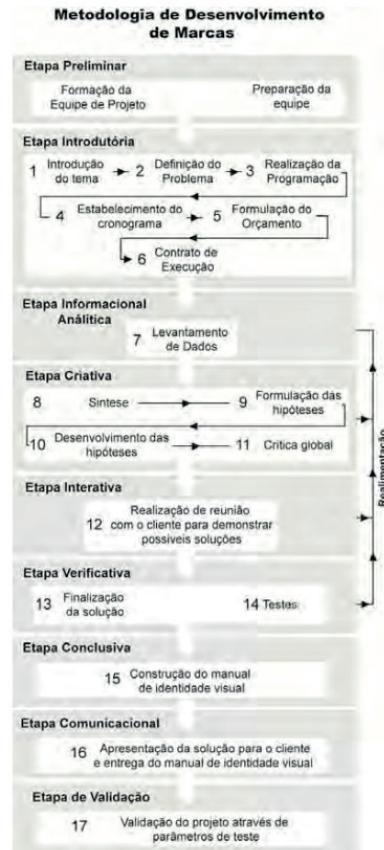 Metodologia de Desenvolvimento
de Marcas
Etapa Preliminar
Formação da
Equipe de Projeto
Preparação da
equipe
Etapa Introdutória
1 Introdução
do tema
2 Definição do
Problema
3 Realização da
Programação
4 Estabelecimento do
cronograma
5 Formulação do
Orçamento
6 Contrato de
Execução
Etapa Informacional
Análitica
7 Levantamento
de Dados
Etapa Criativa
8 Sintese
9 Formulação das
hipóteses
10 Desenvolvimento das
hipóteses
11 Critica global
Etapa Interativa
12 Realização de reunião
com o cliente para demonstrar
possíveis soluções
Etapa Verificativa
13 Finalização
da solução
14 Testes
Realimentação
Etapa Conclusiva
15 Construção do manual
de identidade visual
Etapa Comunicacional
16 Apresentação da solução para o cliente
e entrega do manual de identidade visual
Etapa de Validação
17 Validação do projeto através de
parâmetros de teste